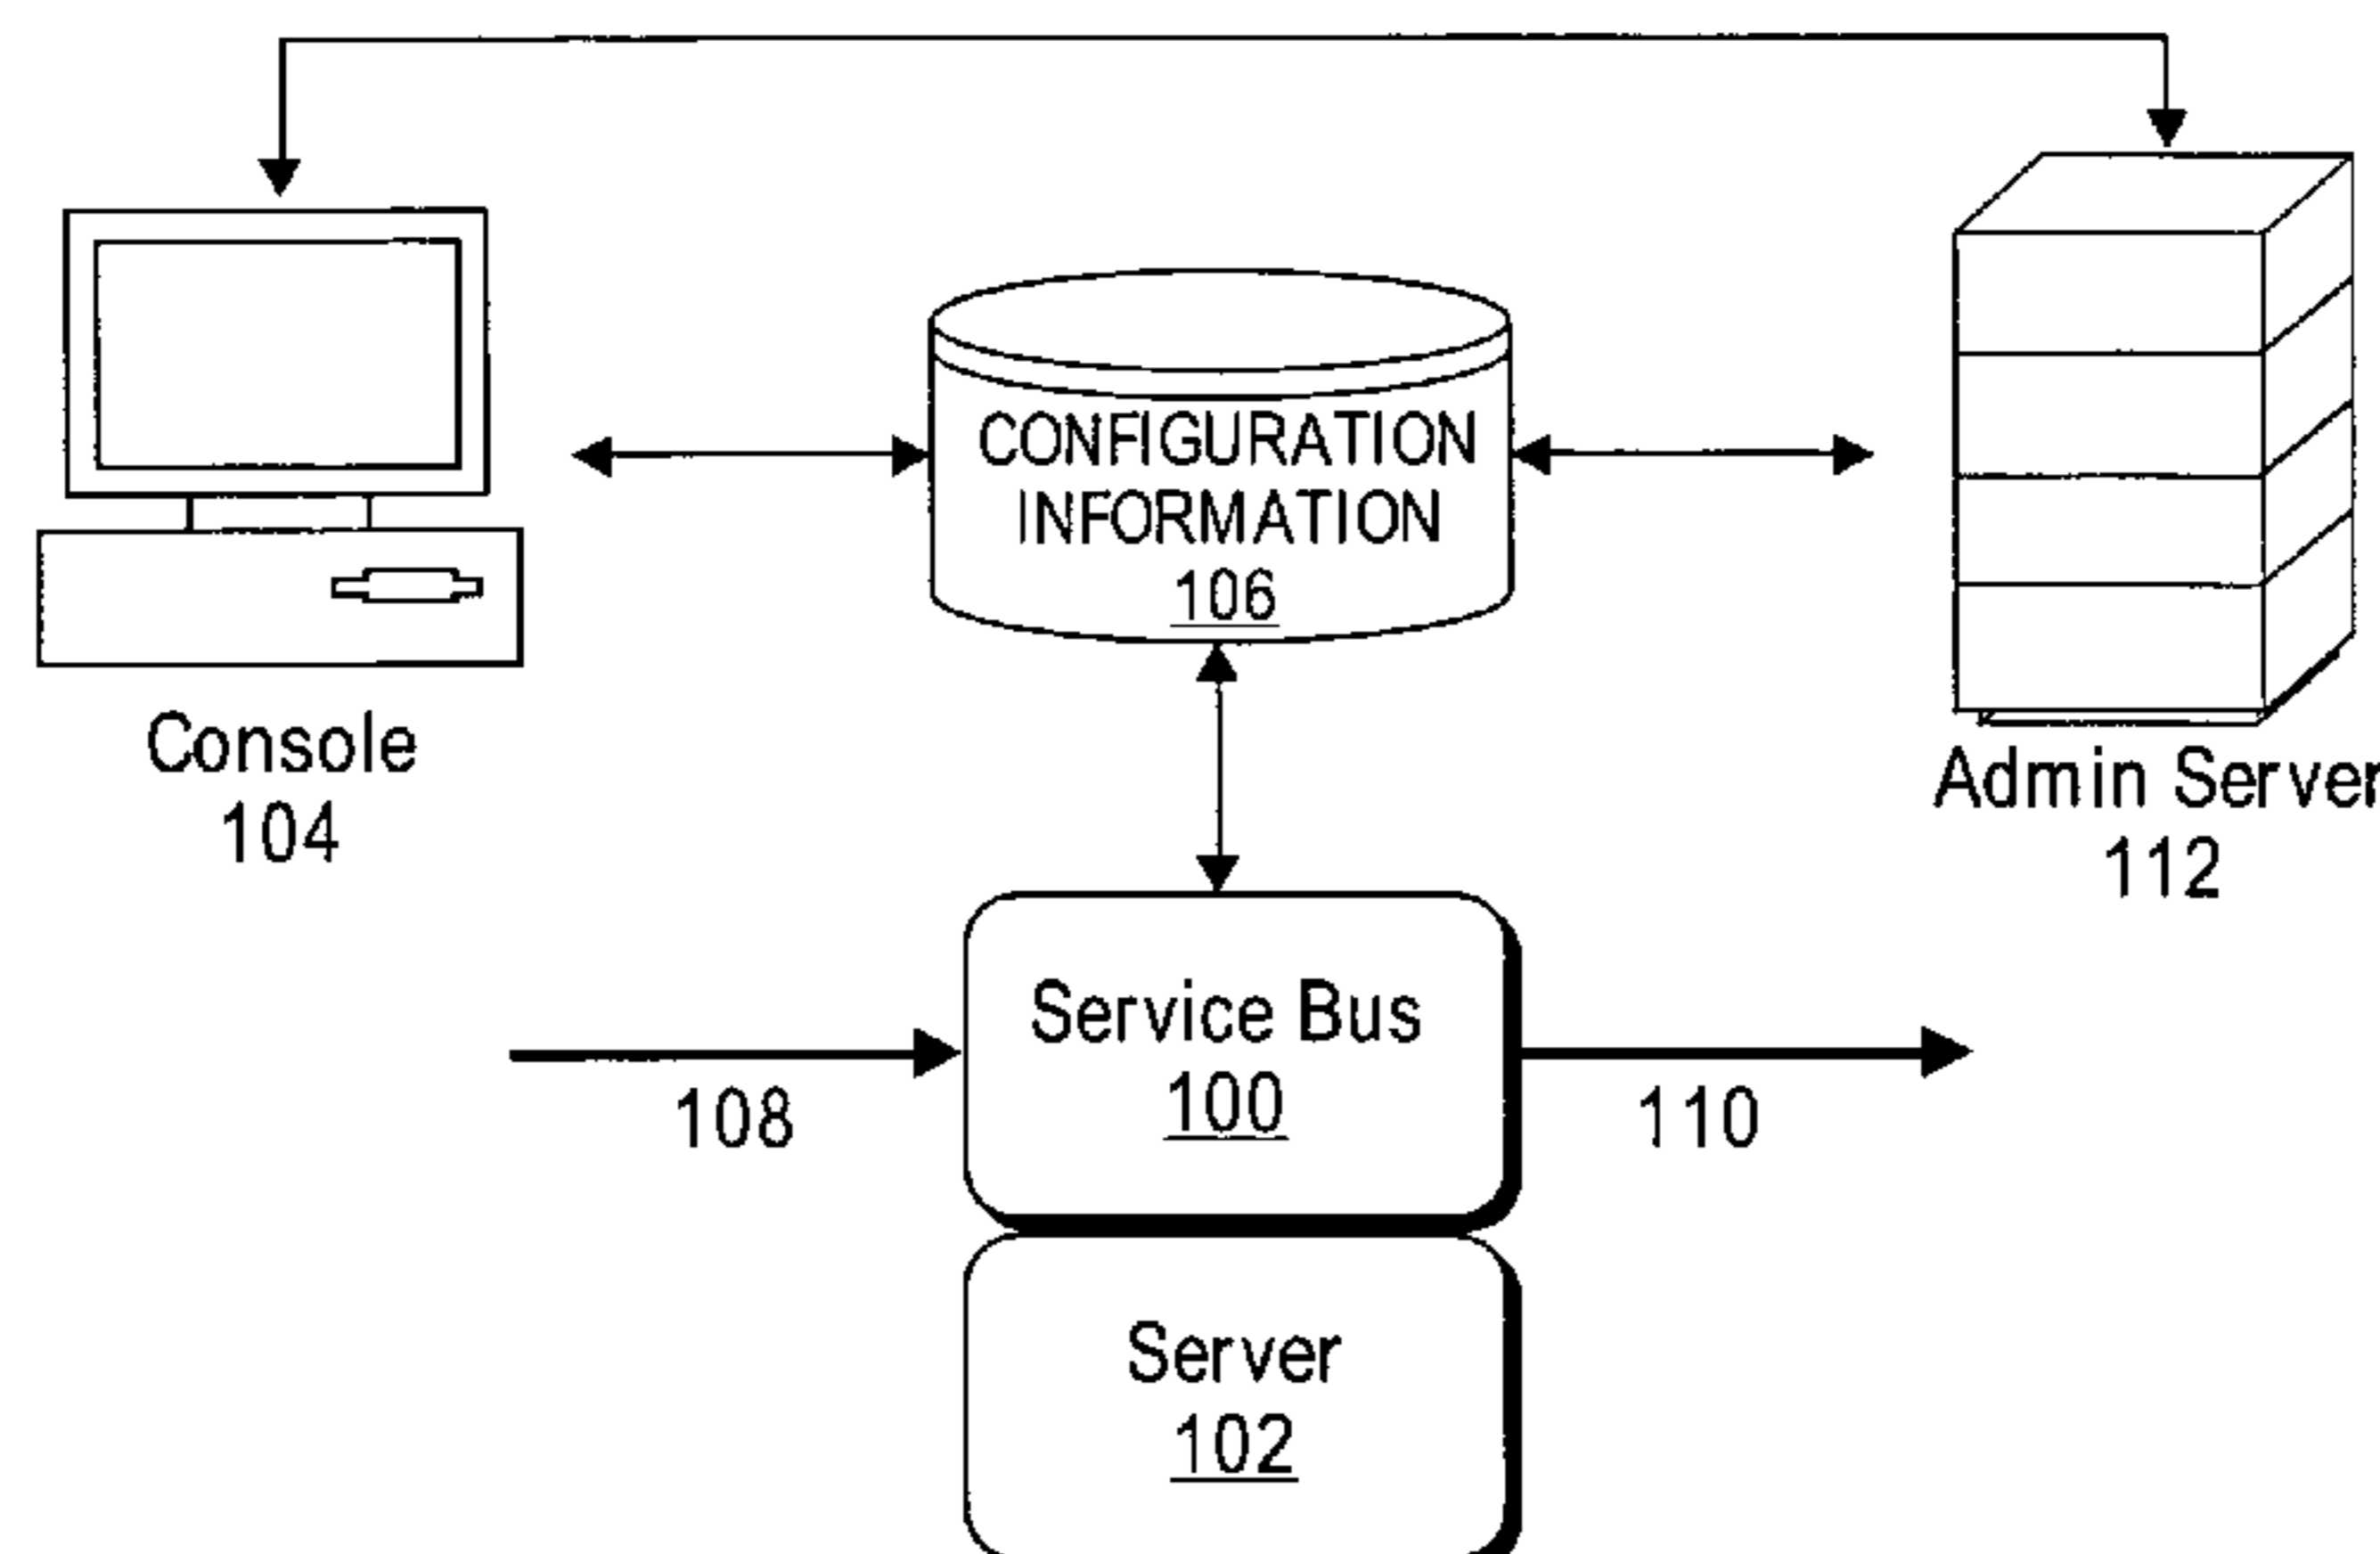 CONFIGURATION
INFORMATION
106
Console
104
Admin Server
112
Service Bus
100
108
110
Server
102